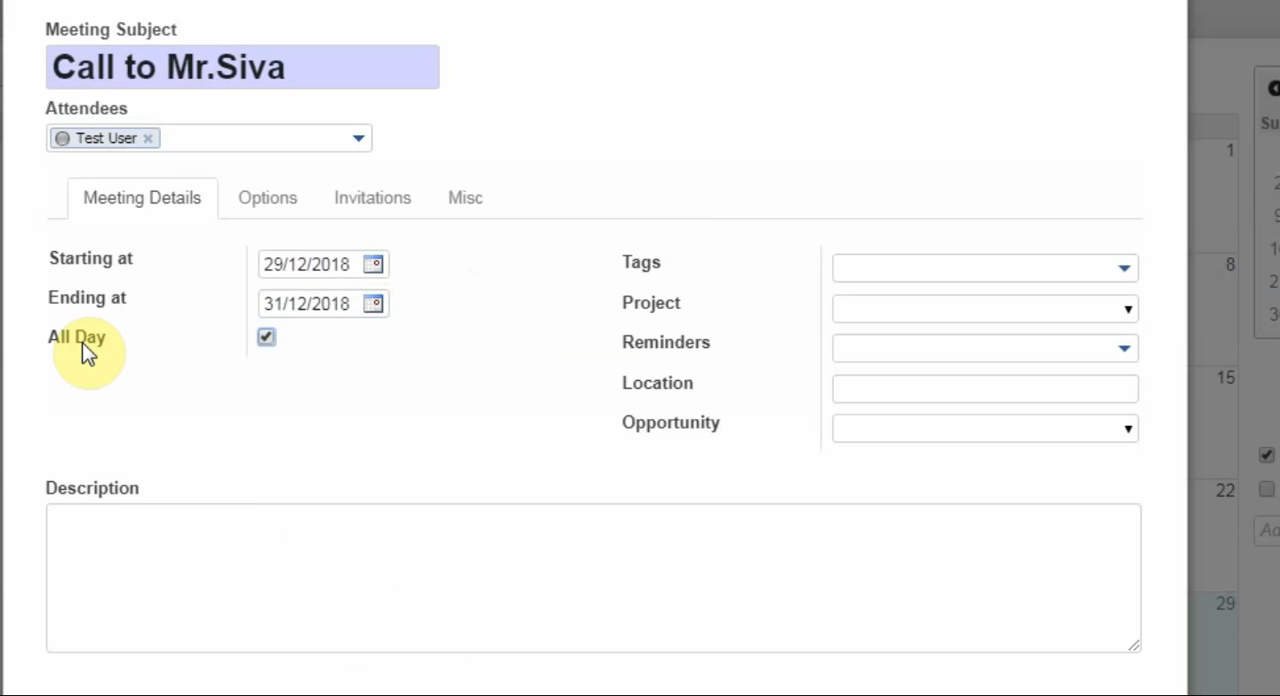 Meeting Subject
Call to Mr.Siva
Attendees
Test User
Meeting Details Options Invitations Misc
Starting at 29/12/2018
Ending at 31/12/2018
All Day
Tags
Project
Reminders
Location
Opportunity
Description
1
8
15
22
29
Su